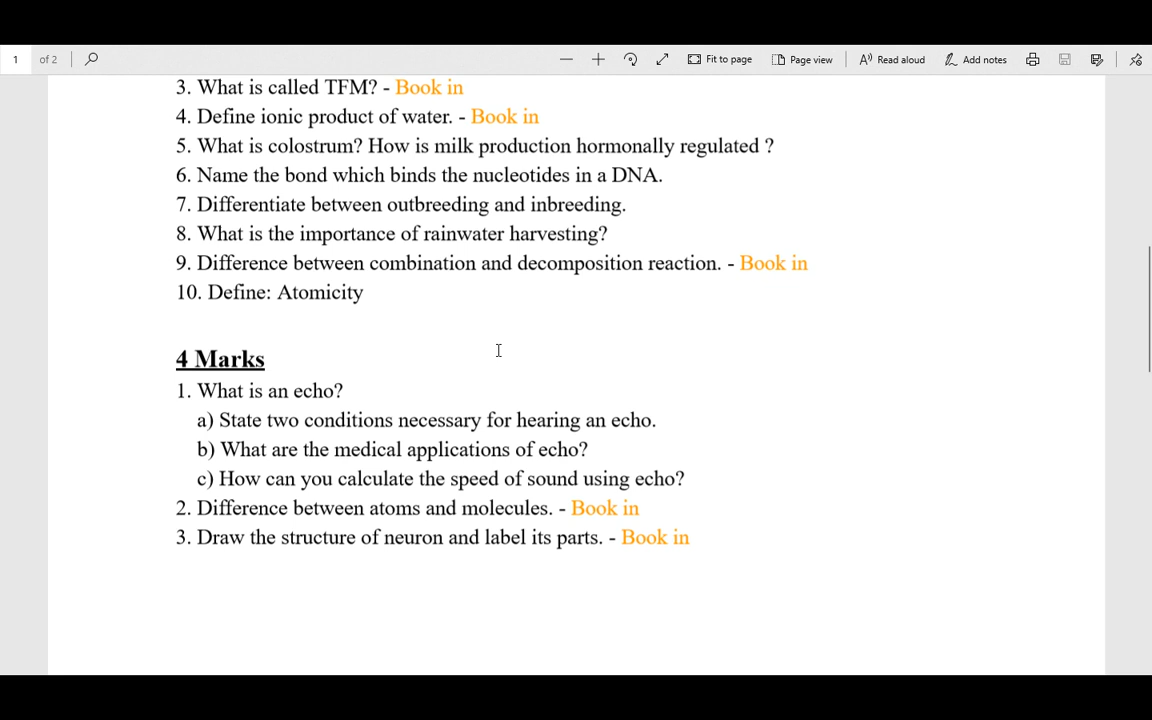 1 of 2 Fit to page Page view Read aloud Add notes
3. What is called TFM? - Book in
4. Define ionic product of water. - Book in
5. What is colostrum? How is milk production hormonally regulated ?
6. Name the bond which binds the nucleotides in a DNA.
7. Differentiate between outbreeding and inbreeding.
8. What is the importance of rainwater harvesting?
9. Difference between combination and decomposition reaction. - Book in
10. Define: Atomicity
4 Marks
1. What is an echo?
a) State two conditions necessary for hearing an echo.
b) What are the medical applications of echo?
c) How can you calculate the speed of sound using echo?
2. Difference between atoms and molecules. - Book in
3. Draw the structure of neuron and label its parts. - Book in